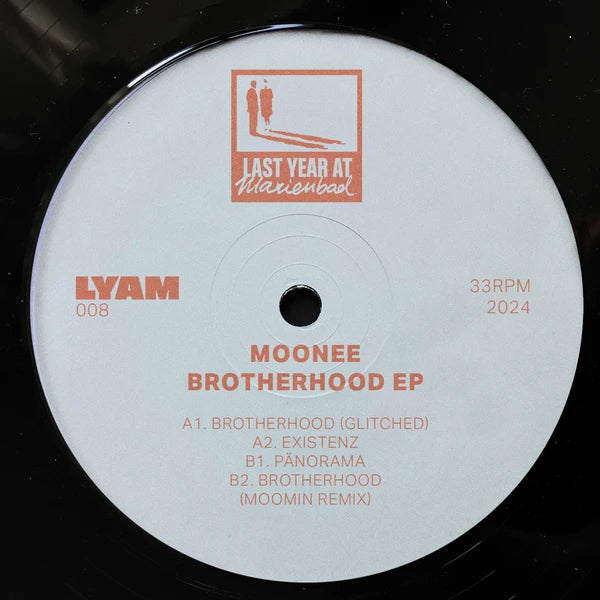 LAST YEAR AT
Marienbad
LYAM
008
33RPM
2024
MOONEE
BROTHERHOOD EP
A1. BROTHERHOOD (GLITCHED)
A2. EXISTENZ
B1. PÄNORAMA
B2. BROTHERHOOD
(MOOMIN REMIX)